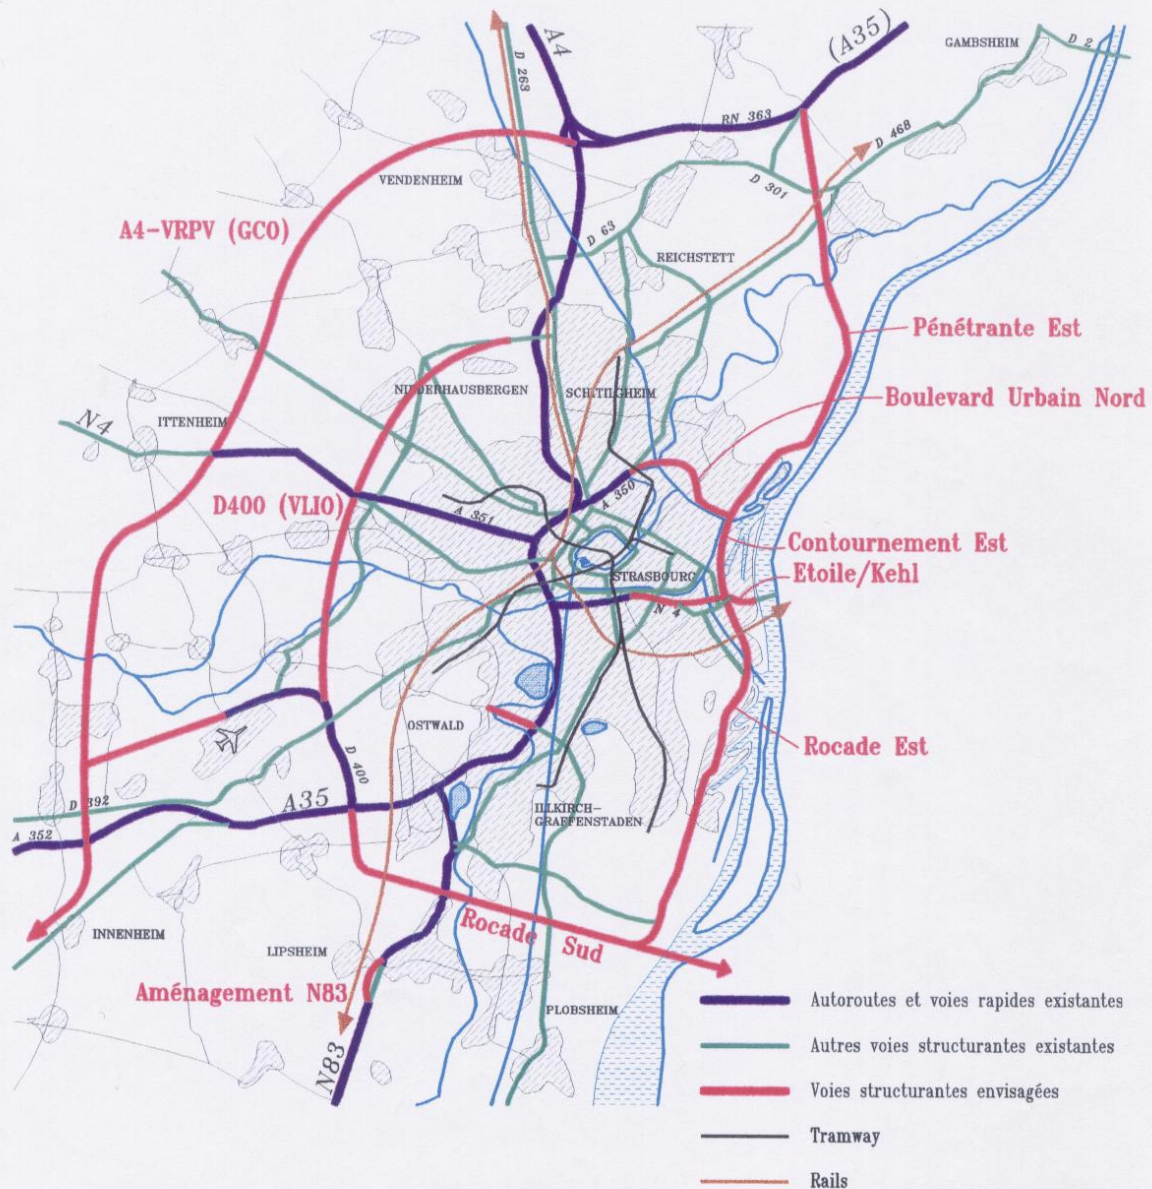 A4
(A35)
GAMBSHEIM
D 2
D 263
RN 363
D 468
VENDENHEIM
D 301
A4-VRPV (GCO)
D 63
REICHSTETT
Pénétrante Est
NIEDERHAUSBERGEN
SCHILTIGHEIM
Boulevard Urbain Nord
N4
ITTENHEIM
D400 (VLIO)
A 350
A 351
Contournement Est
STRASBOURG
Etoile/Kehl
N 4
OSTWALD
Rocade Est
D 400
D 392
A35
ILLKIRCH-
GRAFFENSTADEN
A 352
INNENHEIM
Rocade Sud
LIPSHEIM
Aménagement N83
PLOBSHEIM
N83
Autoroutes et voies rapides existantes
Autres voies structurantes existantes
Voies structurantes envisagées
Tramway
Rails